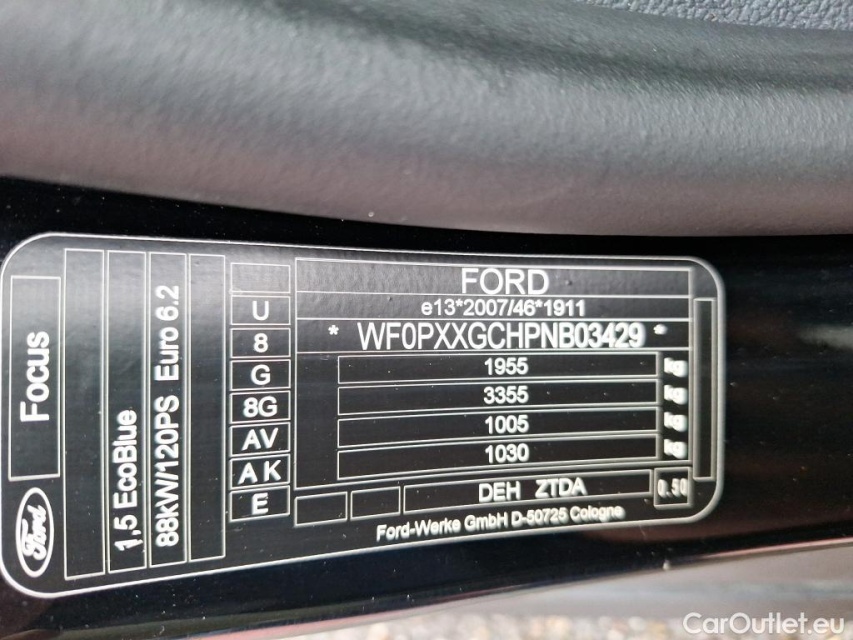 FORD
e13*2007/46*1911
* WF0PXXGCHPNB03429 *
1955 kg
3355 kg
1005 kg
1030 kg
DEH ZTDA 0.50
Ford-Werke GmbH D-50725 Cologne
U
8
G
8G
AV
AK
E
Focus
Ford
1,5 EcoBlue
88kW/120PS Euro 6.2
CarOutlet.eu